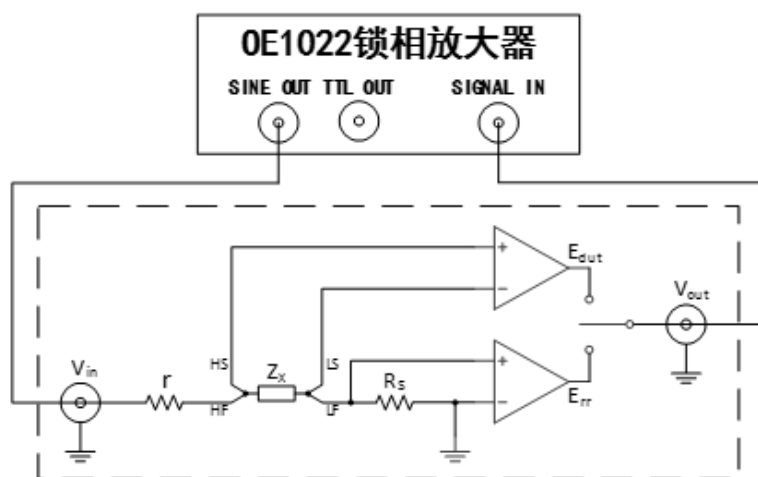 OE1022锁相放大器
SINE OUT TTL OUT SIGNAL IN
+
E_dut
−
V_out
HS
LS
V_in
r
Z_x
R_s
+
HF
LF
−
E_rr